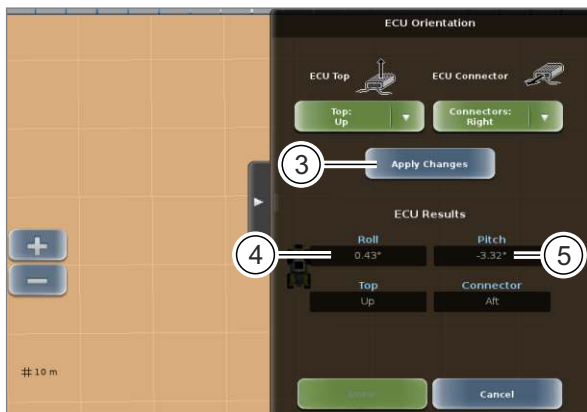 ECU Orientation
ECU Top
ECU Connector
Top:
Up
Connectors:
Right
3
Apply Changes
ECU Results
4
Roll
Pitch
5
0.43°
-3.32°
Top
Connector
Up
Aft
+
−
# 10 m
Cancel